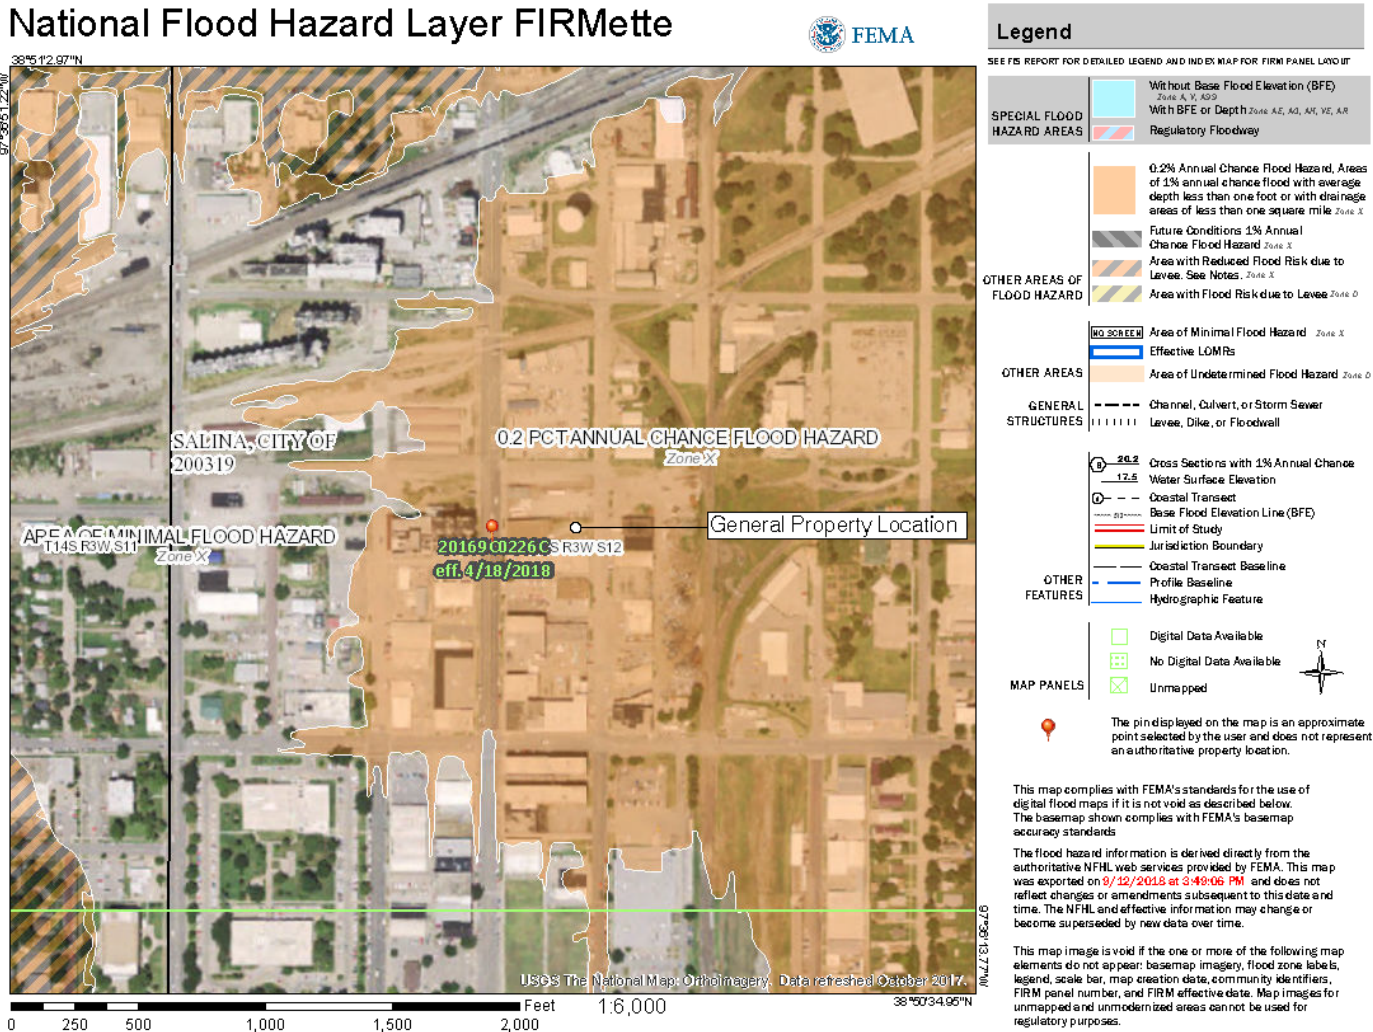 National Flood Hazard Layer FIRMette
FEMA
38°51'2.97"N
97°36'51.22"W
SALINA, CITY OF
200319
0.2 PCT ANNUAL CHANCE FLOOD HAZARD
Zone X
AREA OF MINIMAL FLOOD HAZARD
T14S R3W S11
Zone X
General Property Location
20169C0226C
S R3W S12
eff. 4/18/2018
USGS The National Map: Orthoimagery. Data refreshed October 2017.
97°36'13.77"W
38°50'34.95"N
Feet
1:6,000
0 250 500 1,000 1,500 2,000
Legend
SEE FIS REPORT FOR DETAILED LEGEND AND INDEX MAP FOR FIRM PANEL LAYOUT
SPECIAL FLOOD
HAZARD AREAS
Without Base Flood Elevation (BFE)
Zone A, V, A99
With BFE or Depth Zone AE, AO, AH, VE, AR
Regulatory Floodway
OTHER AREAS OF
FLOOD HAZARD
0.2% Annual Chance Flood Hazard, Areas
of 1% annual chance flood with average
depth less than one foot or with drainage
areas of less than one square mile Zone X
Future Conditions 1% Annual
Chance Flood Hazard Zone X
Area with Reduced Flood Risk due to
Levee. See Notes. Zone X
Area with Flood Risk due to Levee Zone D
OTHER AREAS
NO SCREEN Area of Minimal Flood Hazard Zone X
Effective LOMRs
Area of Undetermined Flood Hazard Zone D
GENERAL
STRUCTURES
Channel, Culvert, or Storm Sewer
Levee, Dike, or Floodwall
OTHER
FEATURES
B 20.2 Cross Sections with 1% Annual Chance
17.5 Water Surface Elevation
Coastal Transect
Base Flood Elevation Line (BFE)
Limit of Study
Jurisdiction Boundary
Coastal Transect Baseline
Profile Baseline
Hydrographic Feature
MAP PANELS
Digital Data Available
No Digital Data Available
Unmapped
N
The pin displayed on the map is an approximate
point selected by the user and does not represent
an authoritative property location.
This map complies with FEMA's standards for the use of
digital flood maps if it is not void as described below.
The basemap shown complies with FEMA's basemap
accuracy standards
The flood hazard information is derived directly from the
authoritative NFHL web services provided by FEMA. This map
was exported on 9/12/2018 at 3:49:06 PM and does not
reflect changes or amendments subsequent to this date and
time. The NFHL and effective information may change or
become superseded by new data over time.
This map image is void if the one or more of the following map
elements do not appear: basemap imagery, flood zone labels,
legend, scale bar, map creation date, community identifiers,
FIRM panel number, and FIRM effective date. Map images for
unmapped and unmodernized areas cannot be used for
regulatory purposes.